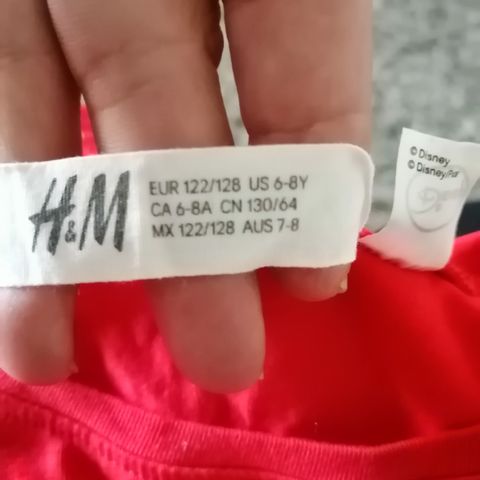 H&M
EUR 122/128 US 6-8Y
CA 6-8A CN 130/64
MX 122/128 AUS 7-8
© Disney
© Disney/Pixar